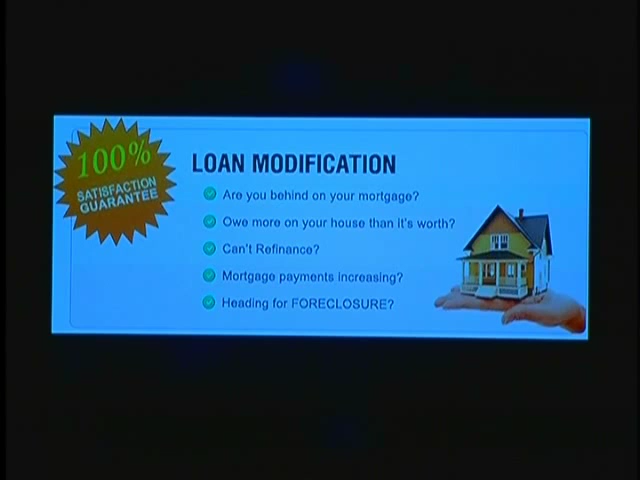 100%
SATISFACTION
GUARANTEE
LOAN MODIFICATION
Are you behind on your mortgage?
Owe more on your house than it's worth?
Can't Refinance?
Mortgage payments increasing?
Heading for FORECLOSURE?